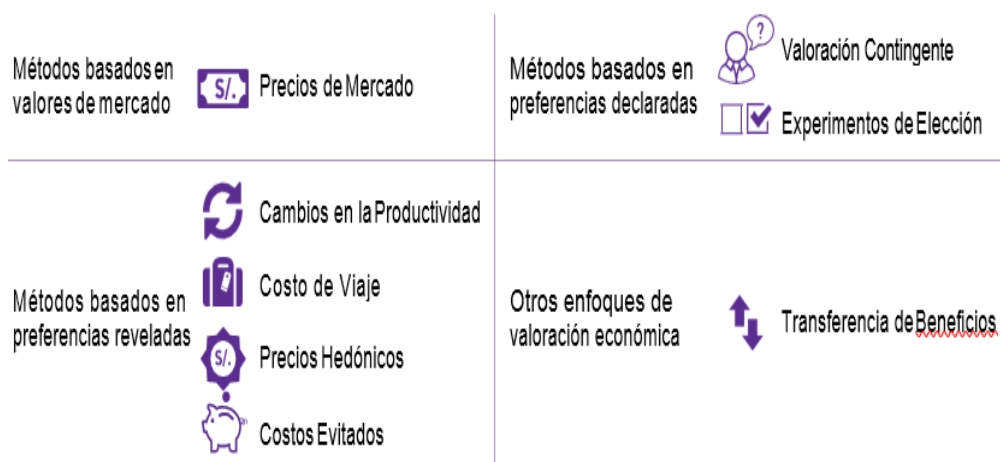 Métodos basados en
valores de mercado
S/.
Precios de Mercado
Métodos basados en
preferencias declaradas
?
Valoración Contingente
Experimentos de Elección
Métodos basados en
preferencias reveladas
Cambios en la Productividad
Costo de Viaje
S/.
Precios Hedónicos
Costos Evitados
Otros enfoques de
valoración económica
Transferencia de Beneficios